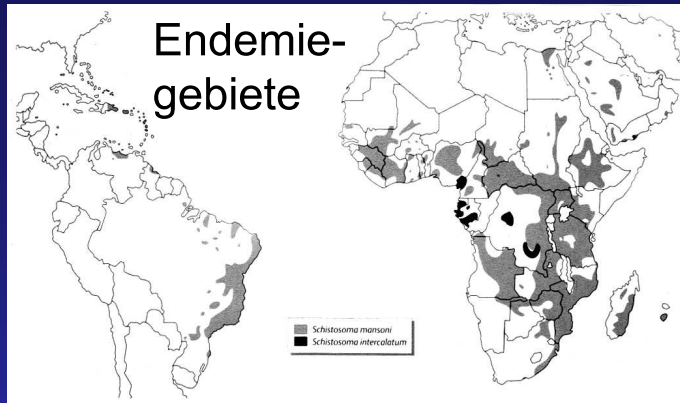 Endemie-
gebiete
Schistosoma mansoni
Schistosoma intercalatum